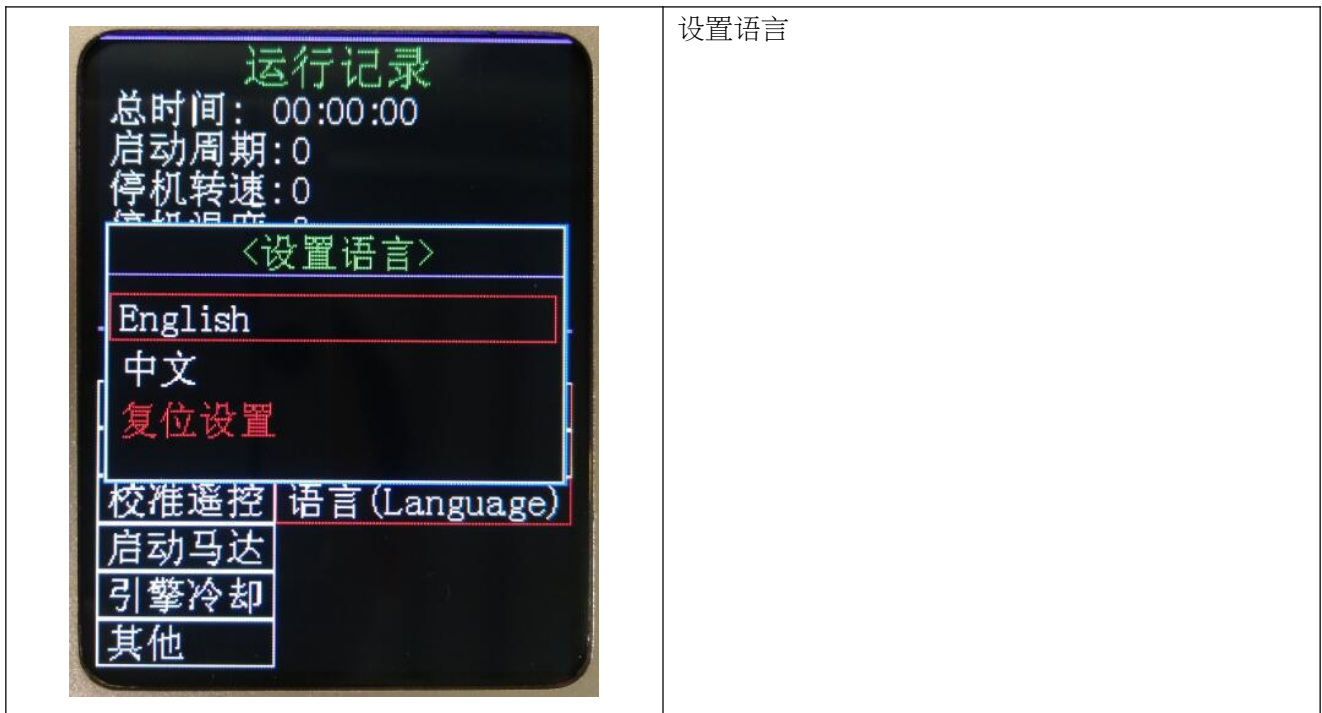 运行记录
总时间: 00:00:00
启动周期:0
停机转速:0
<设置语言>
English
中文
复位设置
校准遥控
语言(Language)
启动马达
引擎冷却
其他
设置语言